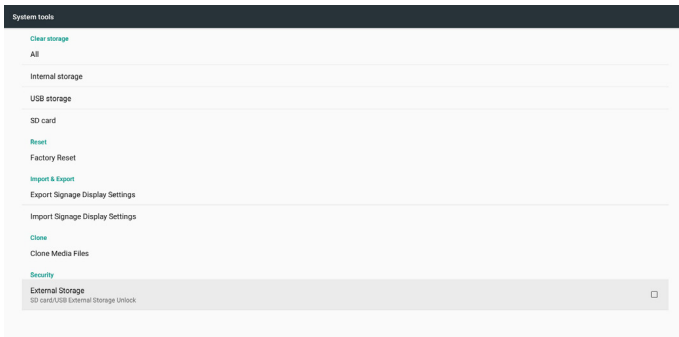 System tools
Clear storage
All
Internal storage
USB storage
SD card
Reset
Factory Reset
Import & Export
Export Signage Display Settings
Import Signage Display Settings
Clone
Clone Media Files
Security
External Storage
SD card/USB External Storage Unlock